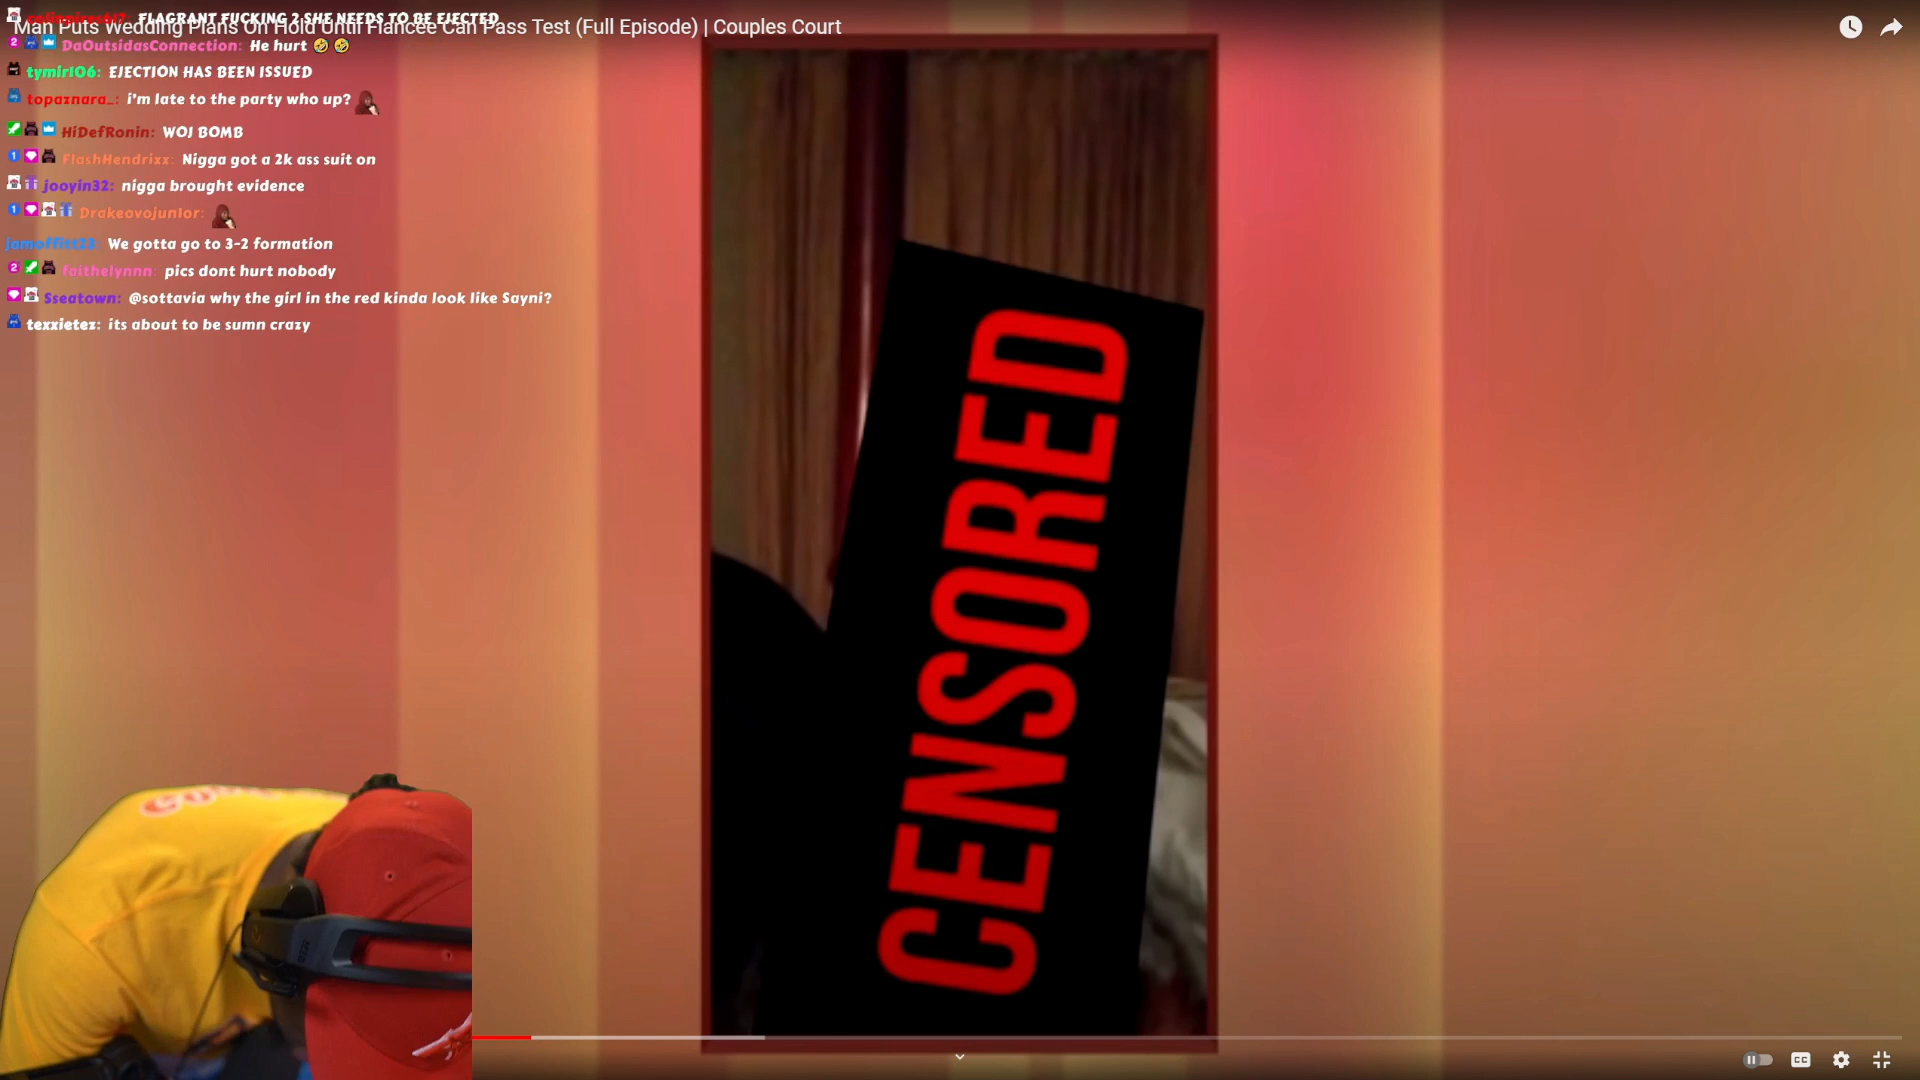 Man Puts Wedding Plans On Hold Until Fiancée Can Pass Test (Full Episode) | Couples Court
FLAGRANT FUCKING 2 SHE NEEDS TO BE EJECTED
DaOutsidasConnection: He hurt 🤣 🤣
tymir106: EJECTION HAS BEEN ISSUED
topaznara_: i'm late to the party who up?
HiDefRonin: WOJ BOMB
FlashHendrixx: Nigga got a 2k ass suit on
jooyin32: nigga brought evidence
Drakeovojunior:
jamoffitt23: We gotta go to 3-2 formation
faithelynnn: pics dont hurt nobody
Sseatown: @sottavia why the girl in the red kinda look like Sayni?
texxietez: its about to be sumn crazy
CENSORED
CC